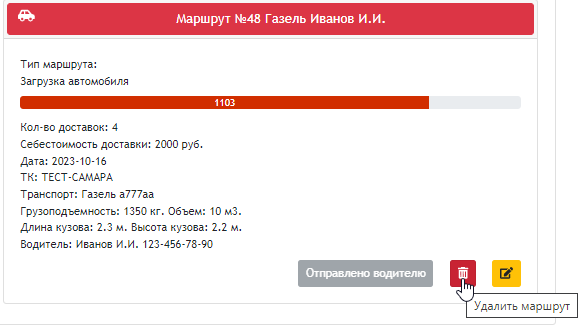 Маршрут №48 Газель Иванов И.И.
Тип маршрута:
Загрузка автомобиля
1103
Кол-во доставок: 4
Себестоимость доставки: 2000 руб.
Дата: 2023-10-16
ТК: ТЕСТ-САМАРА
Транспорт: Газель а777аа
Грузоподъемность: 1350 кг. Объем: 10 м3.
Длина кузова: 2.3 м. Высота кузова: 2.2 м.
Водитель: Иванов И.И. 123-456-78-90
Отправлено водителю
Удалить маршрут